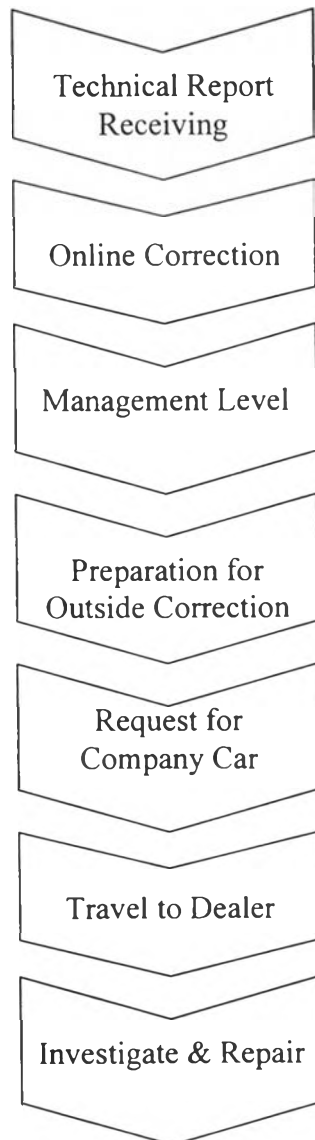 Technical Report
Receiving
Online Correction
Management Level
Preparation for
Outside Correction
Request for
Company Car
Travel to Dealer
Investigate & Repair